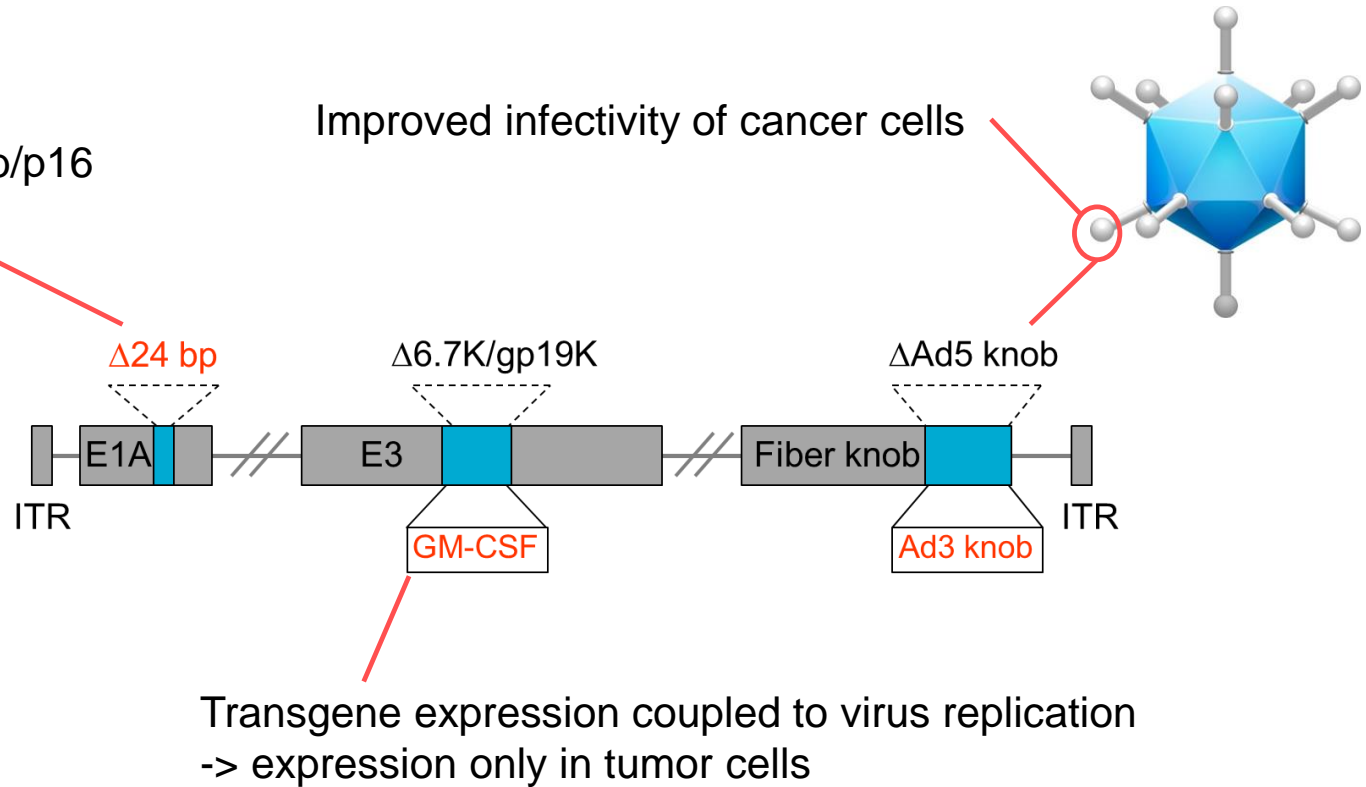 Improved infectivity of cancer cells
/p16
Δ24 bp
Δ6.7K/gp19K
ΔAd5 knob
E1A
E3
Fiber knob
ITR
ITR
GM-CSF
Ad3 knob
Transgene expression coupled to virus replication
-> expression only in tumor cells